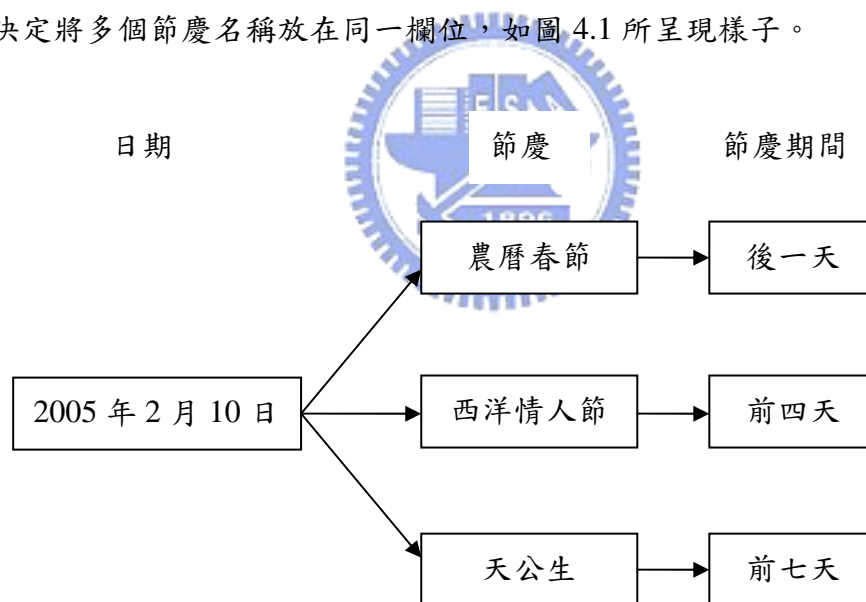 決定將多個節慶名稱放在同一欄位，如圖 4.1 所呈現樣子。
日期 節慶 節慶期間
1896
農曆春節 後一天
2005 年 2 月 10 日 西洋情人節 前四天
天公生 前七天